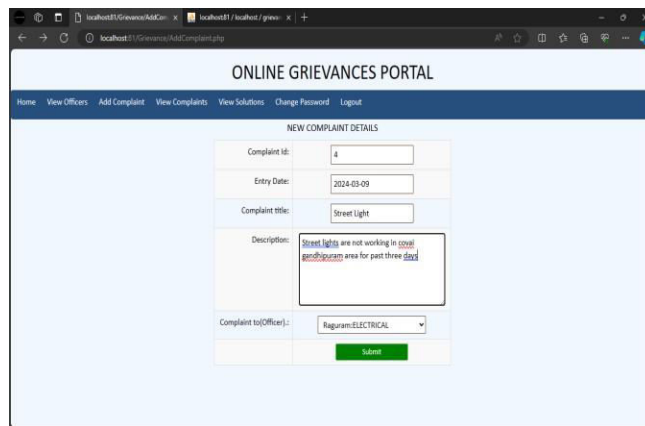 localhost:81/Grievance/AddCom
localhost:81 / localhost / grievan
localhost:81/Grievance/AddComplaint.php
ONLINE GRIEVANCES PORTAL
Home View Officers Add Complaint View Complaints View Solutions Change Password Logout
NEW COMPLAINT DETAILS
Complaint Id: 4
Entry Date: 2024-03-09
Complaint title: Street Light
Description: Street lights are not working in covai
gandhipuram area for past three days
Complaint to(Officer).: Raguram:ELECTRICAL
Submit